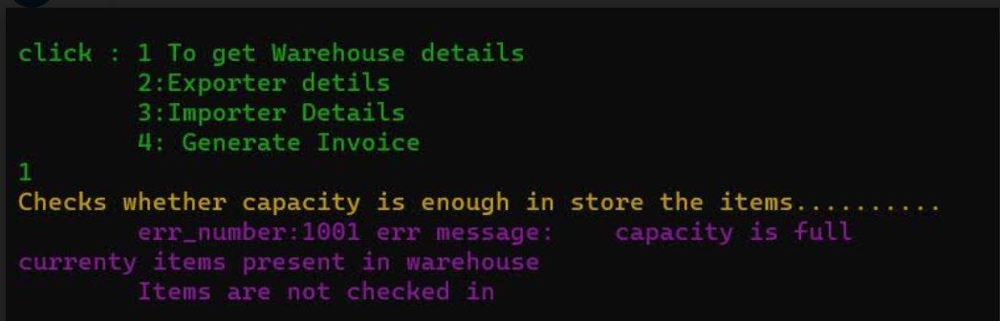 click : 1 To get Warehouse details
2:Exporter detils
3:Importer Details
4: Generate Invoice
1
Checks whether capacity is enough in store the items..........
err_number:1001 err message:    capacity is full
currenty items present in warehouse
Items are not checked in